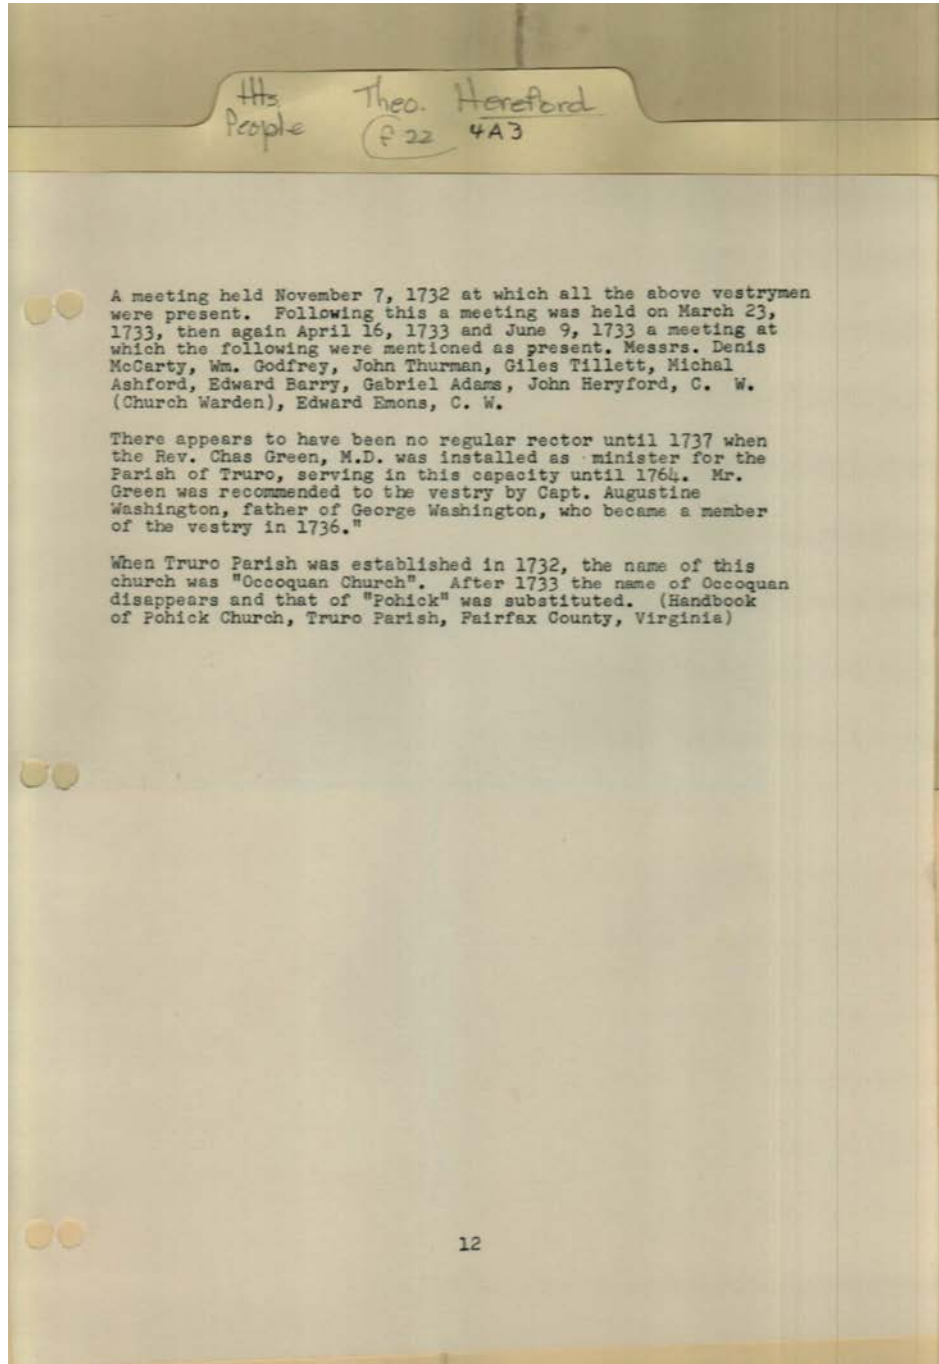 Hts Theo. Hereford
People f 22 4A3
A meeting held November 7, 1732 at which all the above vestrymen
were present. Following this a meeting was held on March 23,
1733, then again April 16, 1733 and June 9, 1733 a meeting at
which the following were mentioned as present. Messrs. Denis
McCarty, Wm. Godfrey, John Thurman, Giles Tillett, Michal
Ashford, Edward Barry, Gabriel Adams, John Heryford, C. W.
(Church Warden), Edward Emons, C. W.
There appears to have been no regular rector until 1737 when
the Rev. Chas Green, M.D. was installed as minister for the
Parish of Truro, serving in this capacity until 1764. Mr.
Green was recommended to the vestry by Capt. Augustine
Washington, father of George Washington, who became a member
of the vestry in 1736."
When Truro Parish was established in 1732, the name of this
church was "Occoquan Church". After 1733 the name of Occoquan
disappears and that of "Pohick" was substituted. (Handbook
of Pohick Church, Truro Parish, Fairfax County, Virginia)
12